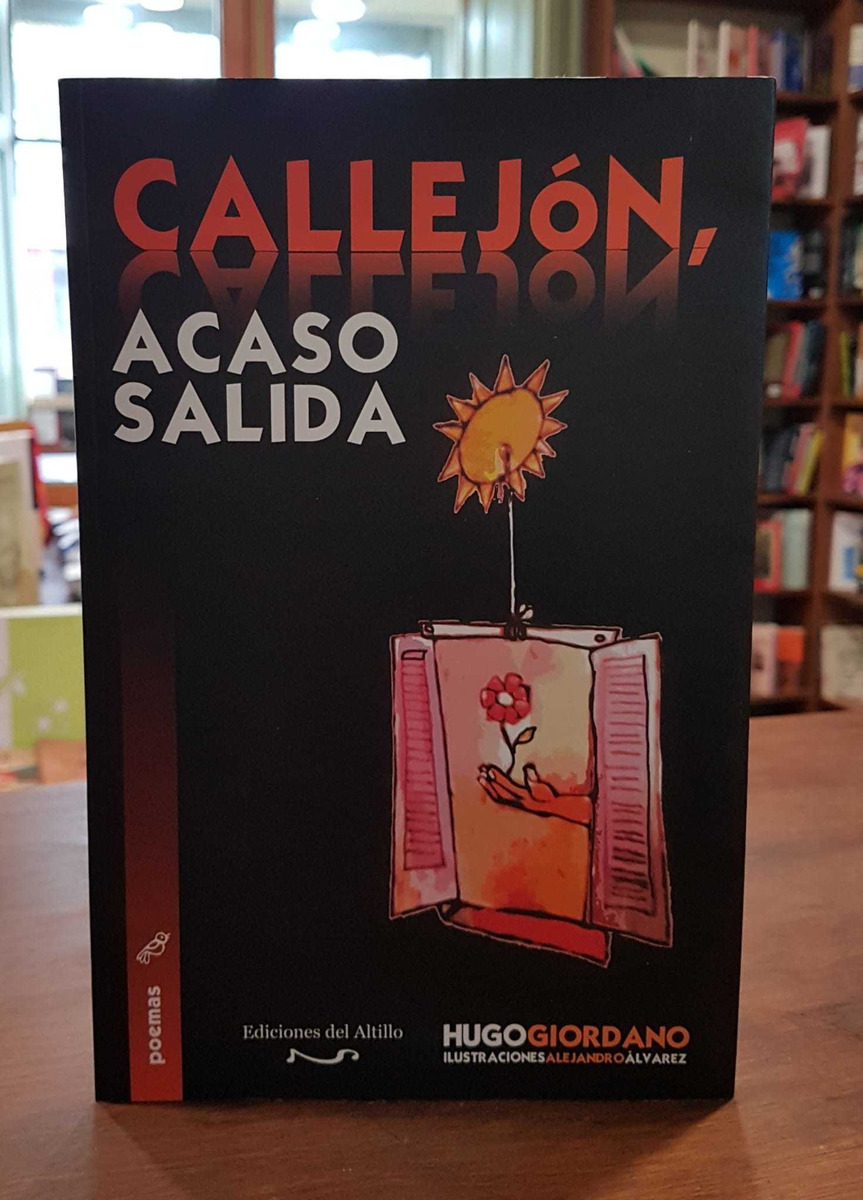 CALLEJóN,
ACASO
SALIDA
poemas
Ediciones del Altillo
HUGOGIORDANO
ILUSTRACIONESALEJANDROÁLVAREZ